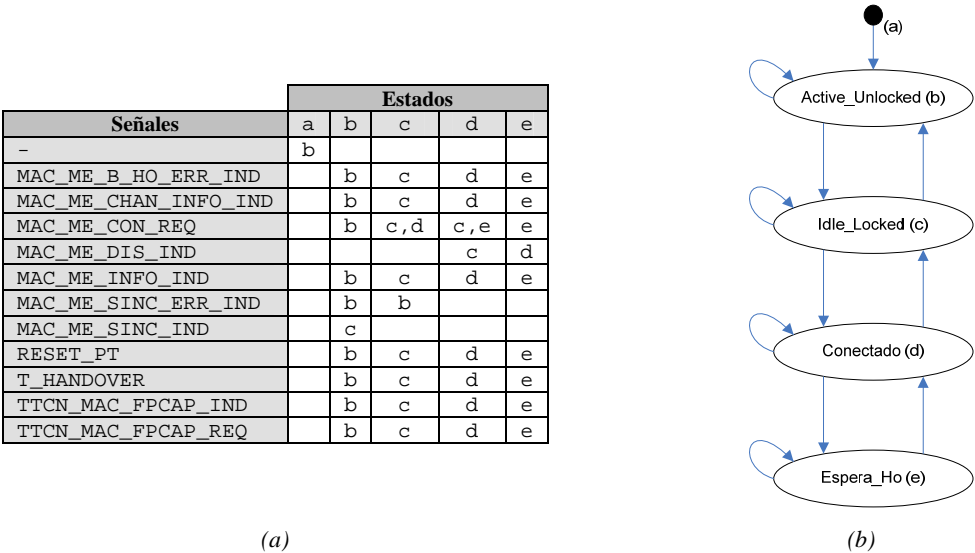 Estados
Señales a b c d e
- b
MAC_ME_B_HO_ERR_IND b c d e
MAC_ME_CHAN_INFO_IND b c d e
MAC_ME_CON_REQ b c,d c,e e
MAC_ME_DIS_IND c d
MAC_ME_INFO_IND b c d e
MAC_ME_SINC_ERR_IND b b
MAC_ME_SINC_IND c
RESET_PT b c d e
T_HANDOVER b c d e
TTCN_MAC_FPCAP_IND b c d e
TTCN_MAC_FPCAP_REQ b c d e
(a)
(a)
Active_Unlocked (b)
Idle_Locked (c)
Conectado (d)
Espera_Ho (e)
(b)